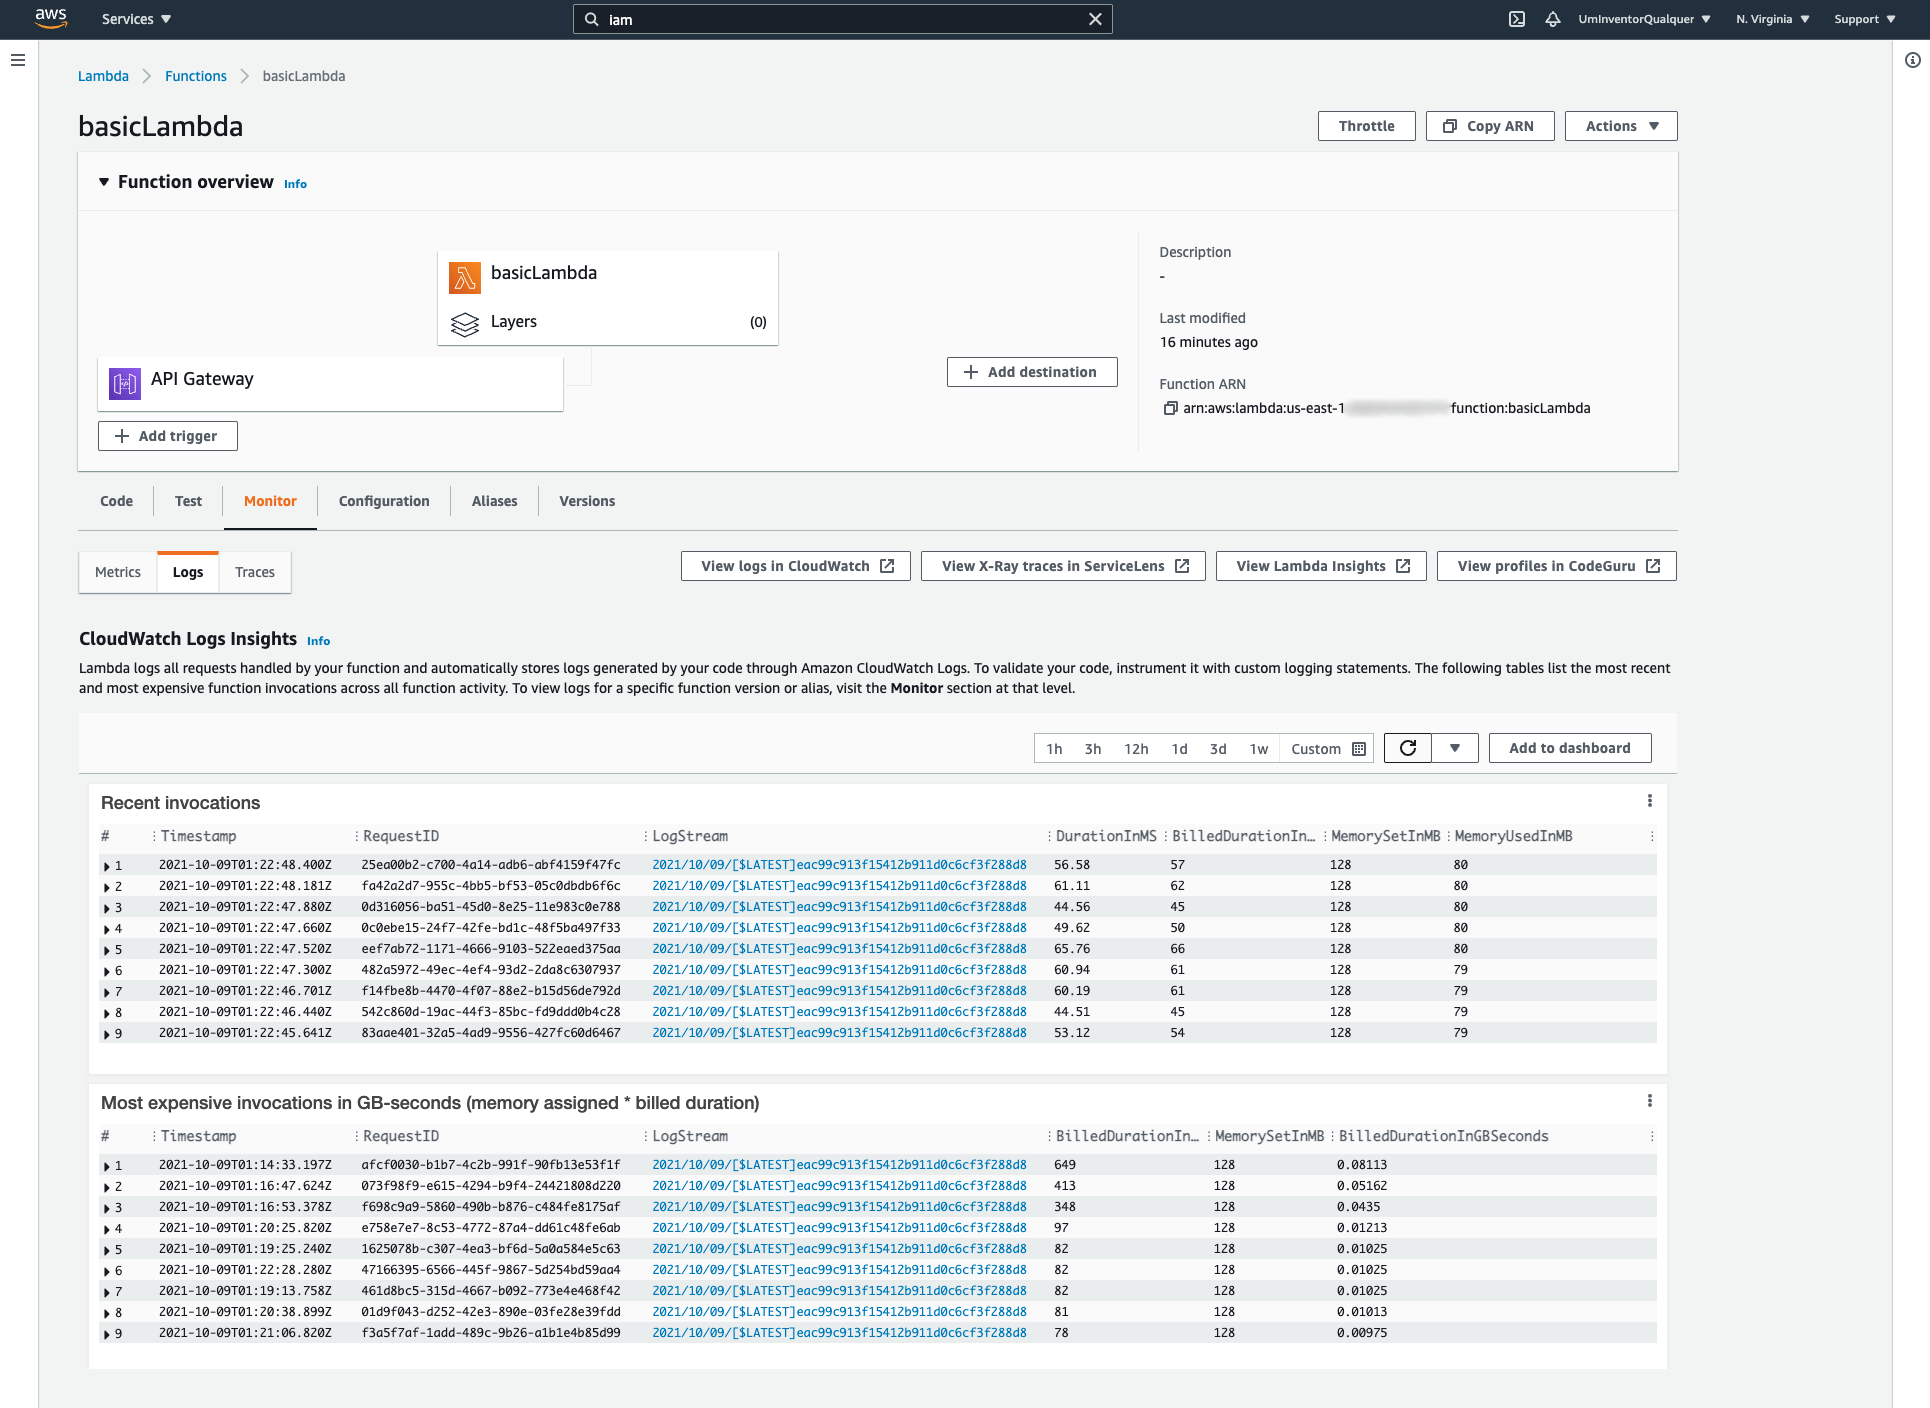 aws Services iam UmInventorQualquer N. Virginia Support
Lambda Functions basicLambda
basicLambda
Throttle Copy ARN Actions
Function overview Info
basicLambda
Layers (0)
API Gateway
Add trigger
Add destination
Description
-
Last modified
16 minutes ago
Function ARN
arn:aws:lambda:us-east-1 function:basicLambda
Code Test Monitor Configuration Aliases Versions
Metrics Logs Traces
View logs in CloudWatch View X-Ray traces in ServiceLens View Lambda Insights View profiles in CodeGuru
CloudWatch Logs Insights Info
Lambda logs all requests handled by your function and automatically stores logs generated by your code through Amazon CloudWatch Logs. To validate your code, instrument it with custom logging statements. The following tables list the most recent
and most expensive function invocations across all function activity. To view logs for a specific function version or alias, visit the Monitor section at that level.
1h 3h 12h 1d 3d 1w Custom Add to dashboard
Recent invocations
# Timestamp RequestID LogStream DurationInMS BilledDurationIn... MemorySetInMB MemoryUsedInMB
1 2021-10-09T01:22:48.400Z 25ea00b2-c700-4a14-adb6-abf4159f47fc 2021/10/09/[$LATEST]eac99c913f15412b911d0c6cf3f288d8 56.58 57 128 80
2 2021-10-09T01:22:48.181Z fa42a2d7-955c-4bb5-bf53-05c0dbdb6f6c 2021/10/09/[$LATEST]eac99c913f15412b911d0c6cf3f288d8 61.11 62 128 80
3 2021-10-09T01:22:47.880Z 0d316056-ba51-45d0-8e25-11e983c0e788 2021/10/09/[$LATEST]eac99c913f15412b911d0c6cf3f288d8 44.56 45 128 80
4 2021-10-09T01:22:47.660Z 0c0ebe15-24f7-42fe-bd1c-48f5ba497f33 2021/10/09/[$LATEST]eac99c913f15412b911d0c6cf3f288d8 49.62 50 128 80
5 2021-10-09T01:22:47.520Z eef7ab72-1171-4666-9103-522eaed375aa 2021/10/09/[$LATEST]eac99c913f15412b911d0c6cf3f288d8 65.76 66 128 80
6 2021-10-09T01:22:47.300Z 482a5972-49ec-4ef4-93d2-2da8c6307937 2021/10/09/[$LATEST]eac99c913f15412b911d0c6cf3f288d8 60.94 61 128 79
7 2021-10-09T01:22:46.701Z f14fbe8b-4470-4f07-88e2-b15d56de792d 2021/10/09/[$LATEST]eac99c913f15412b911d0c6cf3f288d8 60.19 61 128 79
8 2021-10-09T01:22:46.440Z 542c860d-19ac-44f3-85bc-fd9ddd0b4c28 2021/10/09/[$LATEST]eac99c913f15412b911d0c6cf3f288d8 44.51 45 128 79
9 2021-10-09T01:22:45.641Z 83aae401-32a5-4ad9-9556-427fc60d6467 2021/10/09/[$LATEST]eac99c913f15412b911d0c6cf3f288d8 53.12 54 128 79
Most expensive invocations in GB-seconds (memory assigned * billed duration)
# Timestamp RequestID LogStream BilledDurationIn... MemorySetInMB BilledDurationInGBSeconds
1 2021-10-09T01:14:33.197Z afcf0030-b1b7-4c2b-991f-90fb13e53f1f 2021/10/09/[$LATEST]eac99c913f15412b911d0c6cf3f288d8 649 128 0.08113
2 2021-10-09T01:16:47.624Z 073f98f9-e615-4294-b9f4-24421808d220 2021/10/09/[$LATEST]eac99c913f15412b911d0c6cf3f288d8 413 128 0.05162
3 2021-10-09T01:16:53.378Z f698c9a9-5860-490b-b876-c484fe8175af 2021/10/09/[$LATEST]eac99c913f15412b911d0c6cf3f288d8 348 128 0.0435
4 2021-10-09T01:20:25.820Z e758e7e7-8c53-4772-87a4-dd61c48fe6ab 2021/10/09/[$LATEST]eac99c913f15412b911d0c6cf3f288d8 97 128 0.01213
5 2021-10-09T01:19:25.240Z 1625078b-c307-4ea3-bf6d-5a0a584e5c63 2021/10/09/[$LATEST]eac99c913f15412b911d0c6cf3f288d8 82 128 0.01025
6 2021-10-09T01:22:28.280Z 47166395-6566-445f-9867-5d254bd59aa4 2021/10/09/[$LATEST]eac99c913f15412b911d0c6cf3f288d8 82 128 0.01025
7 2021-10-09T01:19:13.758Z 461d8bc5-315d-4667-b092-773e4e468f42 2021/10/09/[$LATEST]eac99c913f15412b911d0c6cf3f288d8 82 128 0.01025
8 2021-10-09T01:20:38.899Z 01d9f043-d252-42e3-890e-03fe28e39fdd 2021/10/09/[$LATEST]eac99c913f15412b911d0c6cf3f288d8 81 128 0.01013
9 2021-10-09T01:21:06.820Z f3a5f7af-1add-489c-9b26-a1b1e4b85d99 2021/10/09/[$LATEST]eac99c913f15412b911d0c6cf3f288d8 78 128 0.00975